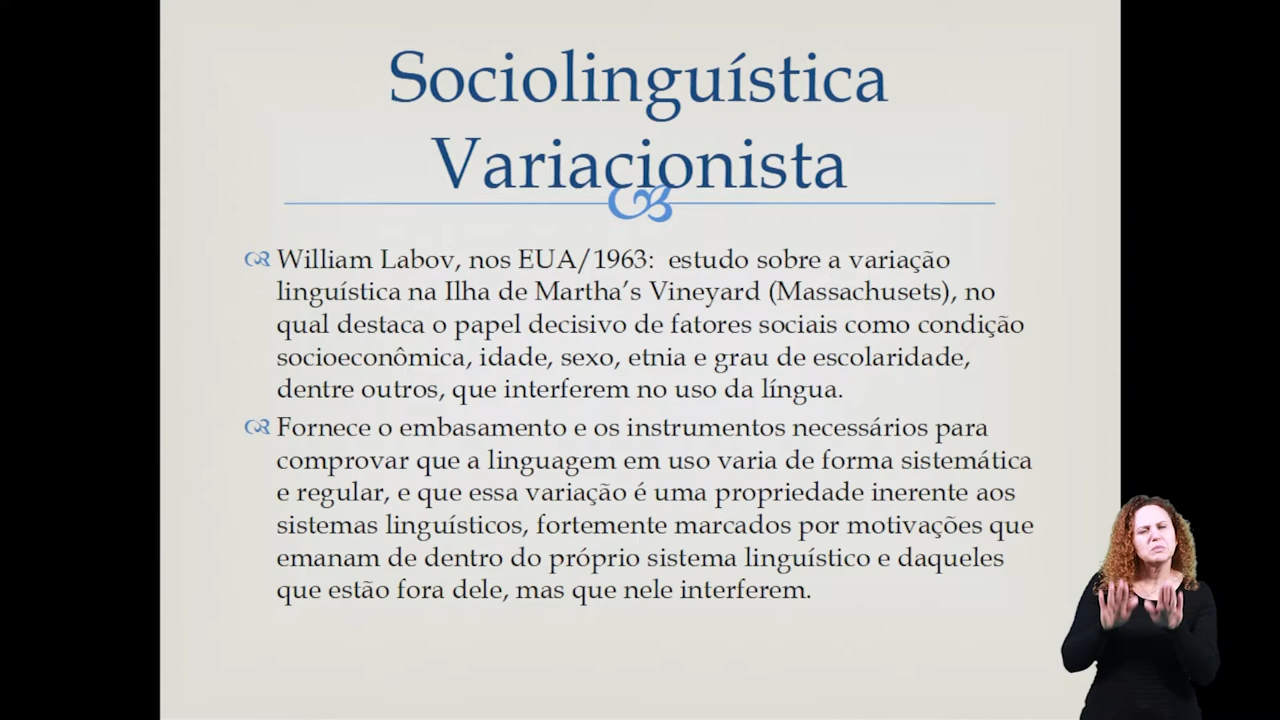 Sociolinguística
Variacionista
William Labov, nos EUA/1963:  estudo sobre a variação
linguística na Ilha de Martha’s Vineyard (Massachusets), no
qual destaca o papel decisivo de fatores sociais como condição
socioeconômica, idade, sexo, etnia e grau de escolaridade,
dentre outros, que interferem no uso da língua.
Fornece o embasamento e os instrumentos necessários para
comprovar que a linguagem em uso varia de forma sistemática
e regular, e que essa variação é uma propriedade inerente aos
sistemas linguísticos, fortemente marcados por motivações que
emanam de dentro do próprio sistema linguístico e daqueles
que estão fora dele, mas que nele interferem.